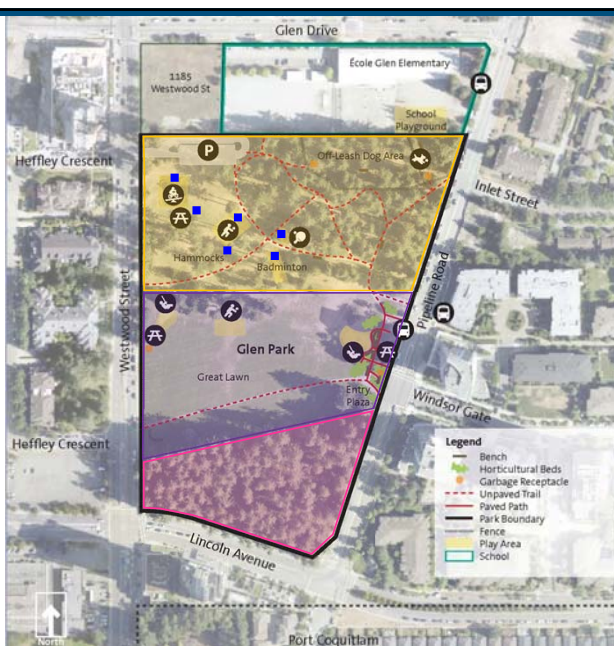 Glen Drive
1185
Westwood St
École Glen Elementary
School
Playground
Heffley Crescent
P
Off-Leash Dog Area
Inlet Street
Hammocks
Badminton
Westwood Street
Pipeline Road
Glen Park
Great Lawn
Entry
Plaza
Windsor Gate
Heffley Crescent
Legend
Bench
Horticultural Beds
Garbage Receptacle
Unpaved Trail
Paved Path
Park Boundary
Fence
Play Area
School
Lincoln Avenue
North
Port Coquitlam